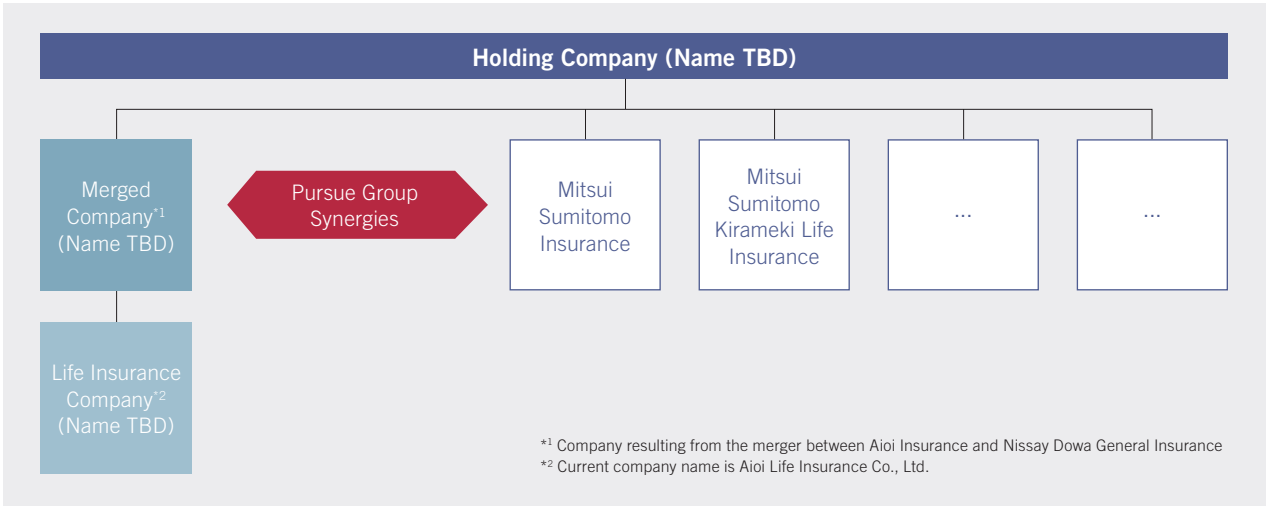 Holding Company (Name TBD)
Merged
Company*1
(Name TBD)
Pursue Group
Synergies
Mitsui
Sumitomo
Insurance
Mitsui
Sumitomo
Kirameki Life
Insurance
...
...
Life Insurance
Company*2
(Name TBD)
*1 Company resulting from the merger between Aioi Insurance and Nissay Dowa General Insurance
*2 Current company name is Aioi Life Insurance Co., Ltd.